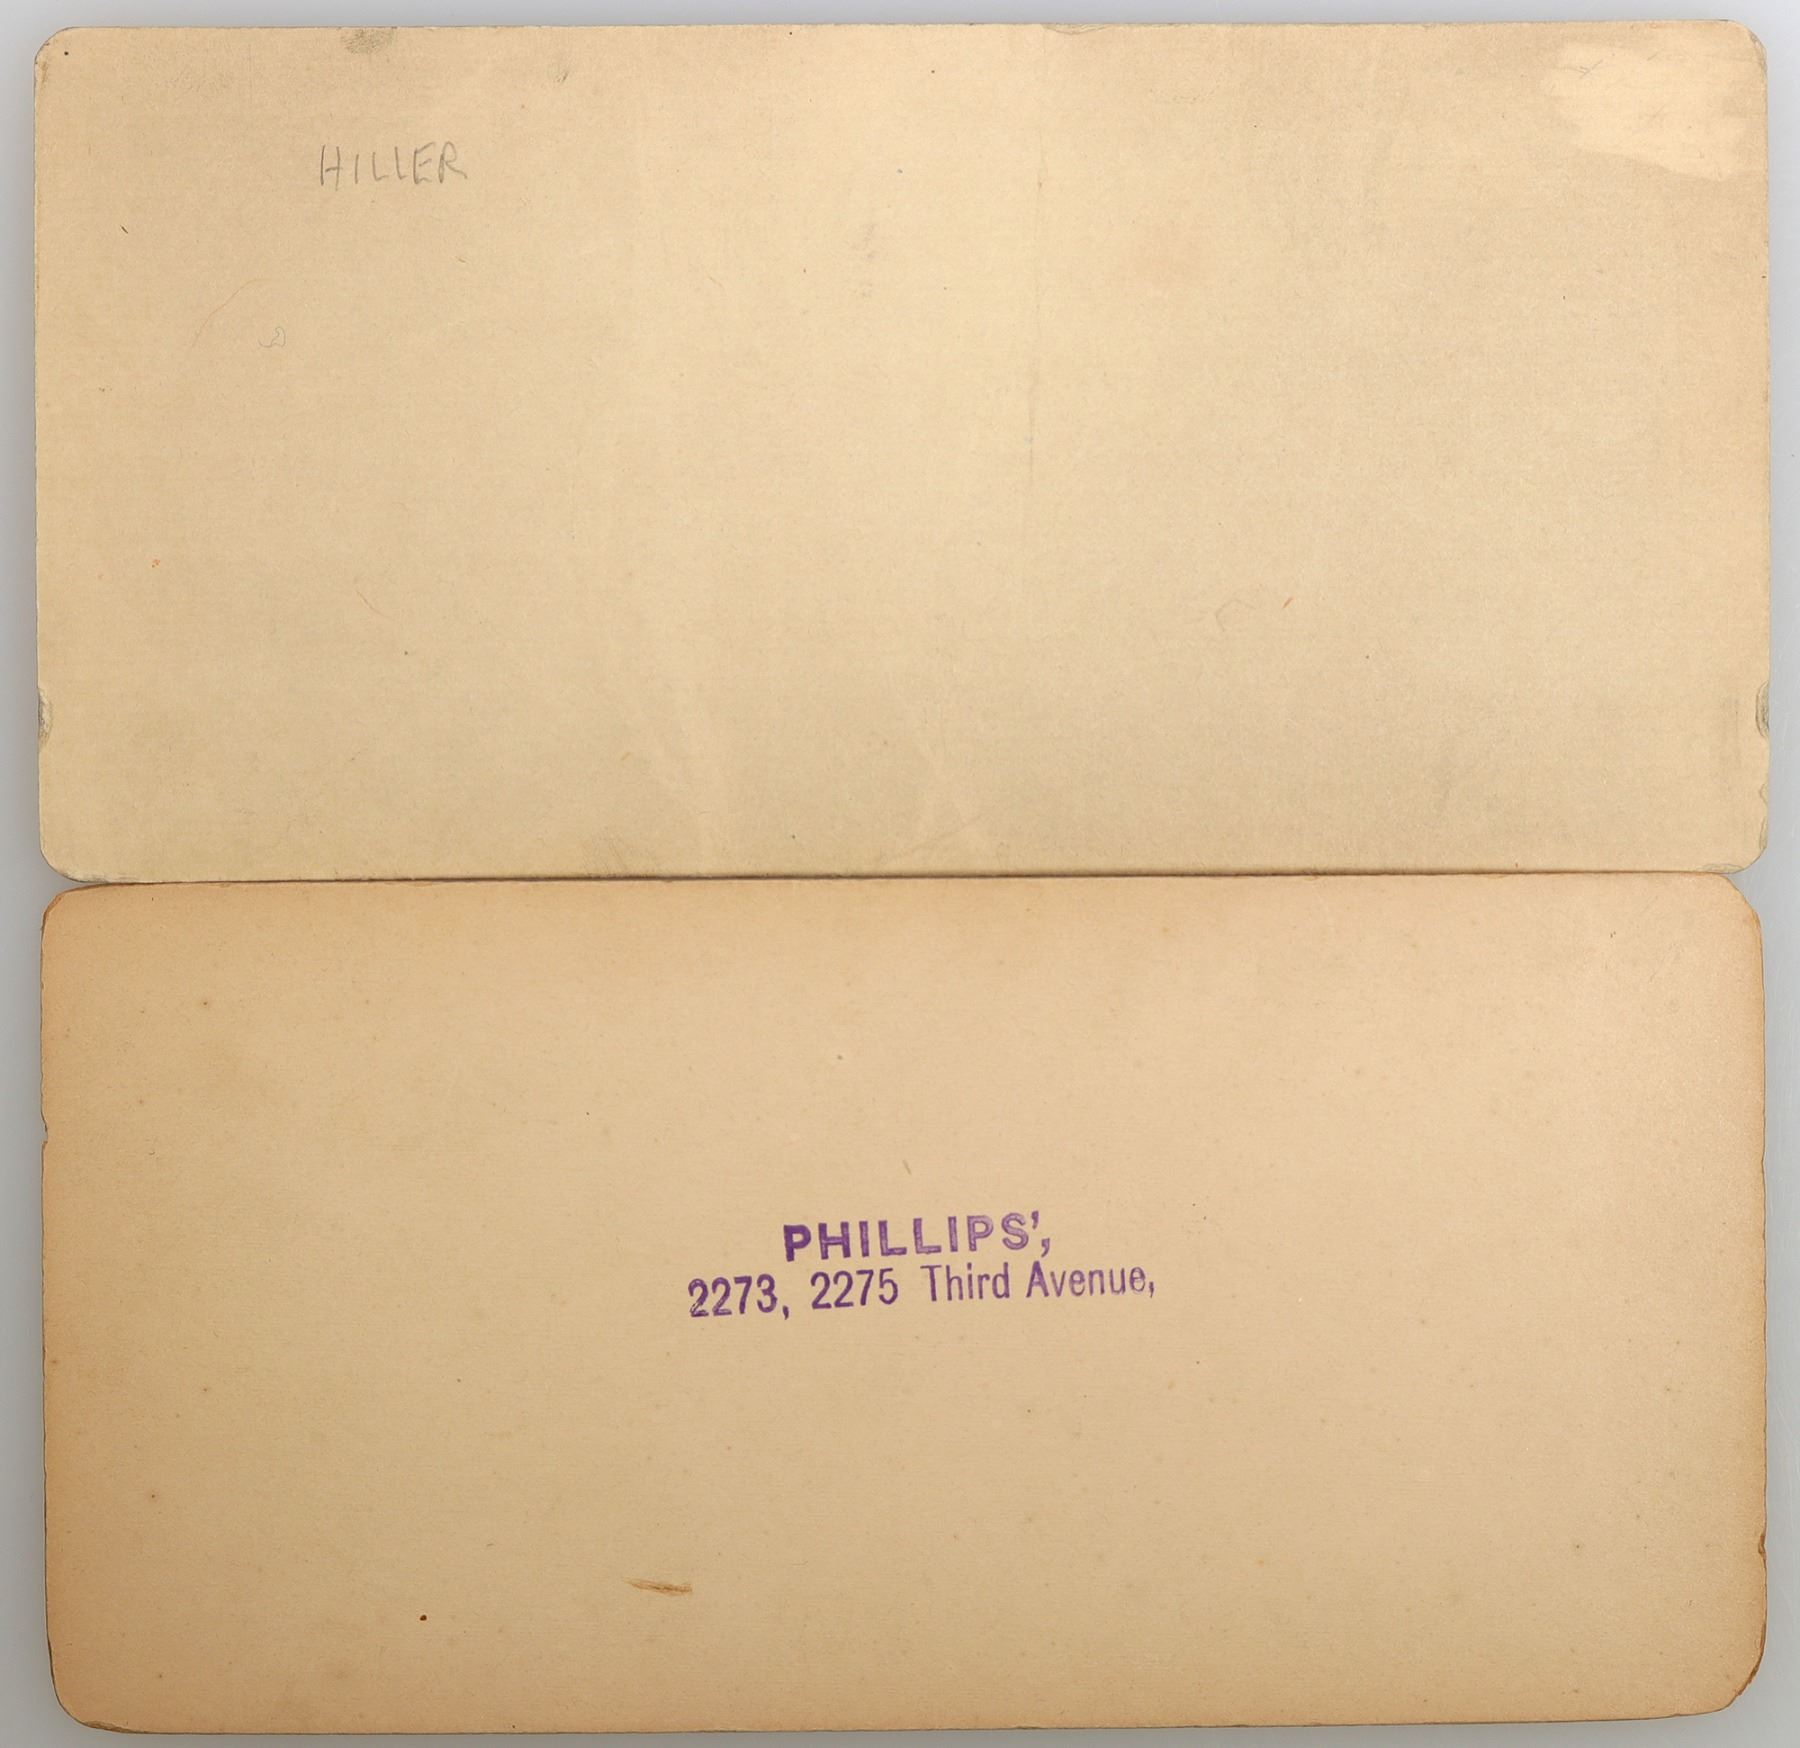 HILLER
PHILLIPS',
2273, 2275 Third Avenue,